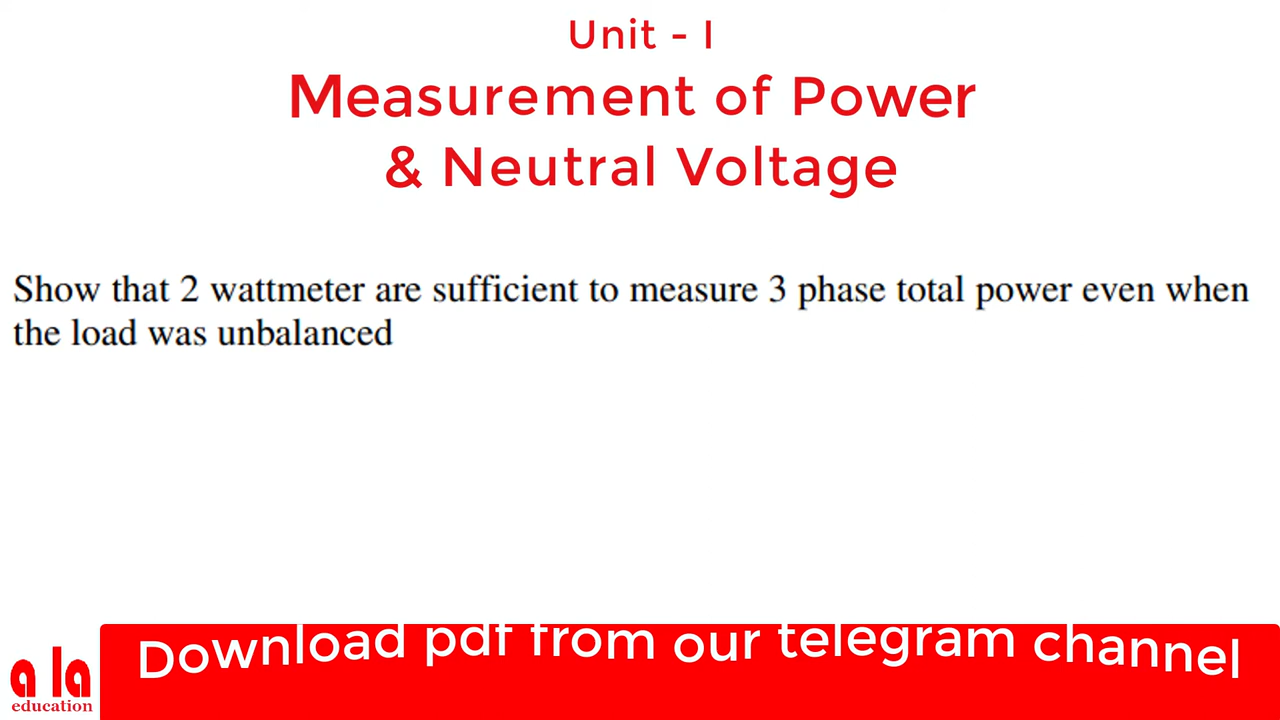 Unit - I
Measurement of Power
& Neutral Voltage
Show that 2 wattmeter are sufficient to measure 3 phase total power even when
the load was unbalanced
a la
education
Download pdf from our telegram channel